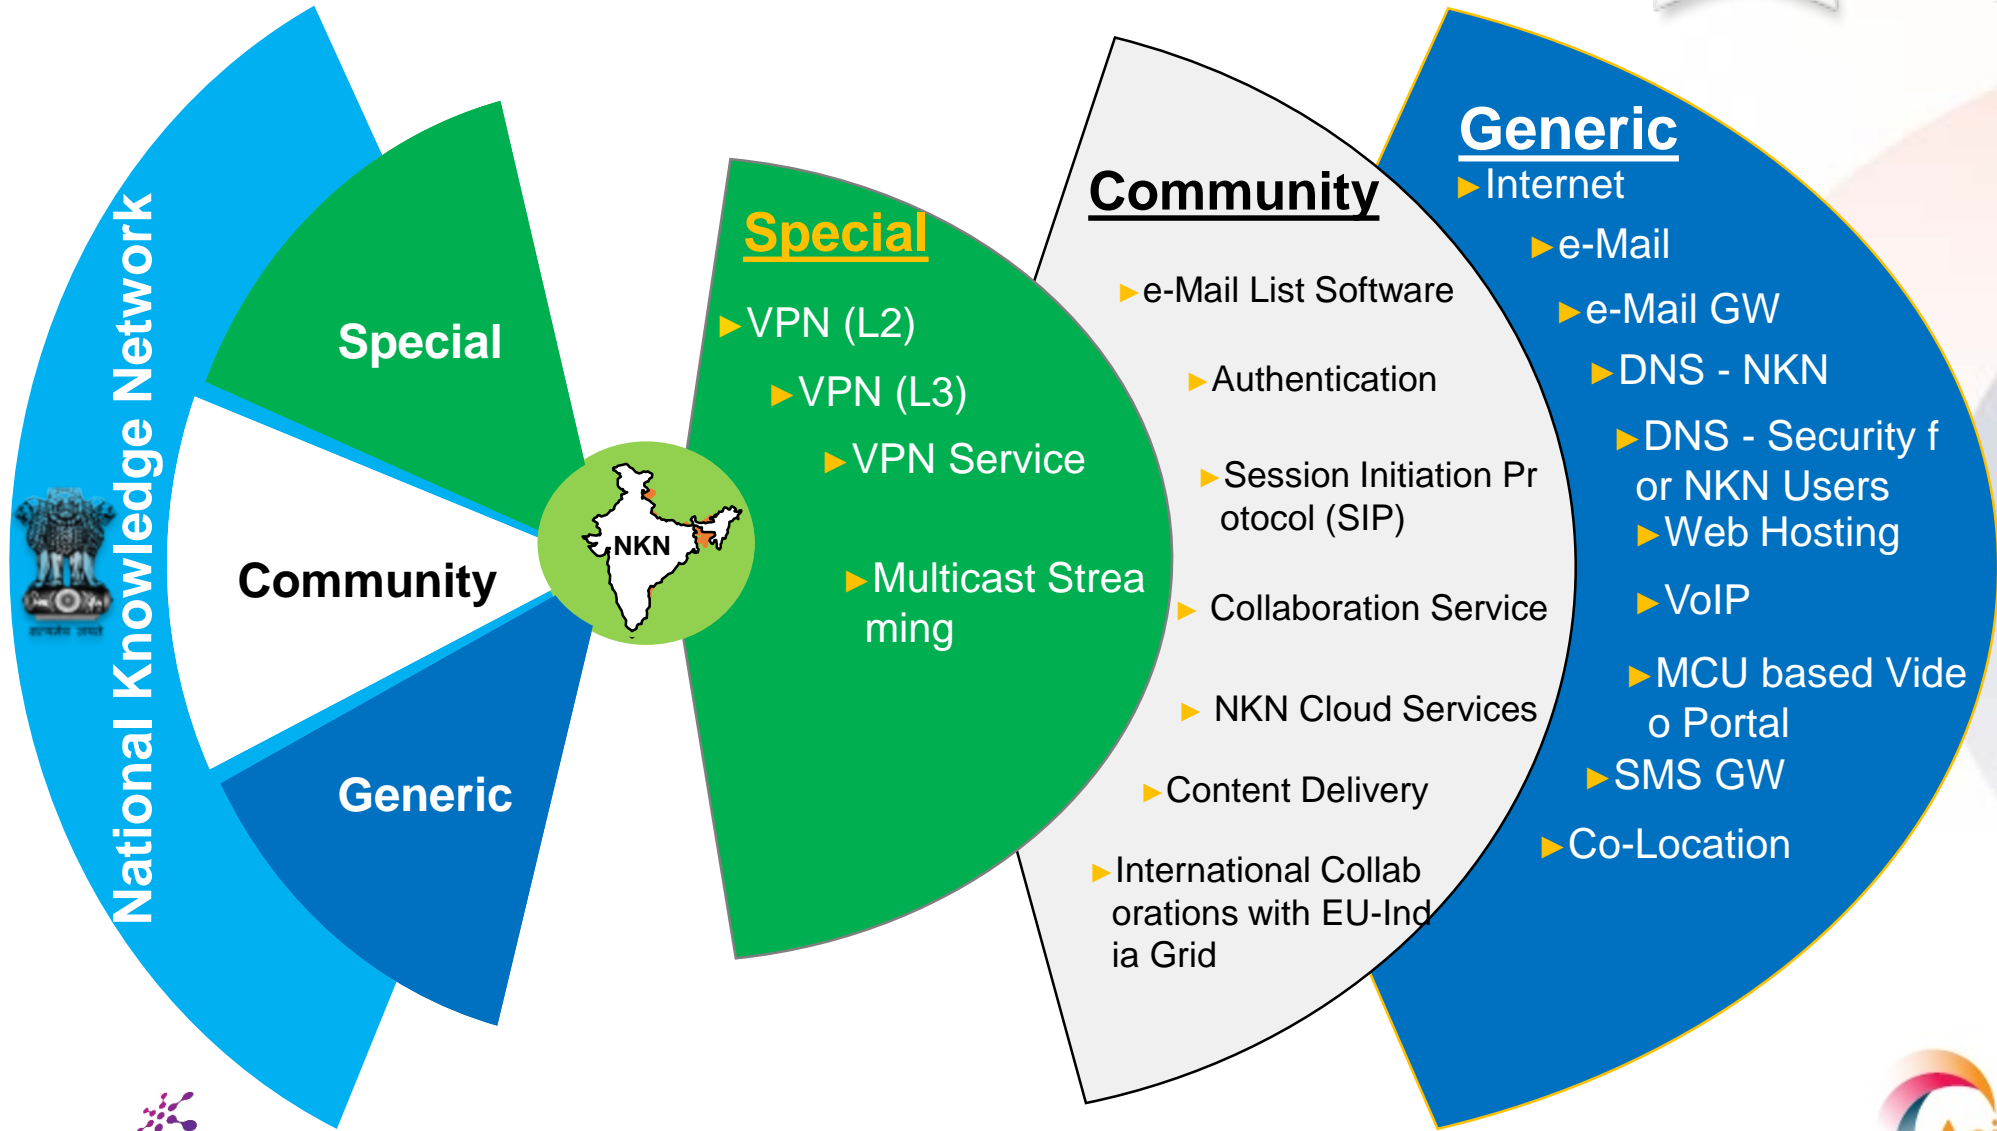 National Knowledge Network
Special
Community
Generic
NKN
Special
►VPN (L2)
►VPN (L3)
►VPN Service
►Multicast Strea
ming
Community
►e-Mail List Software
►Authentication
►Session Initiation Pr
otocol (SIP)
► Collaboration Service
► NKN Cloud Services
►Content Delivery
►International Collab
orations with EU-Ind
ia Grid
Generic
►Internet
►e-Mail
►e-Mail GW
►DNS - NKN
►DNS - Security f
or NKN Users
►Web Hosting
►VoIP
►MCU based Vide
o Portal
►SMS GW
►Co-Location